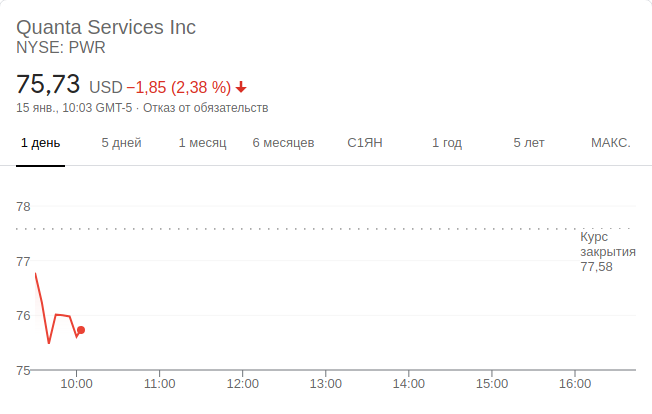 Quanta Services Inc
NYSE: PWR
75,73 USD −1,85 (2,38 %)
15 янв., 10:03 GMT-5 · Отказ от обязательств
1 день 5 дней 1 месяц 6 месяцев С1ЯН 1 год 5 лет МАКС.
78
Курс
закрытия
77,58
77
76
75
10:00 11:00 12:00 13:00 14:00 15:00 16:00